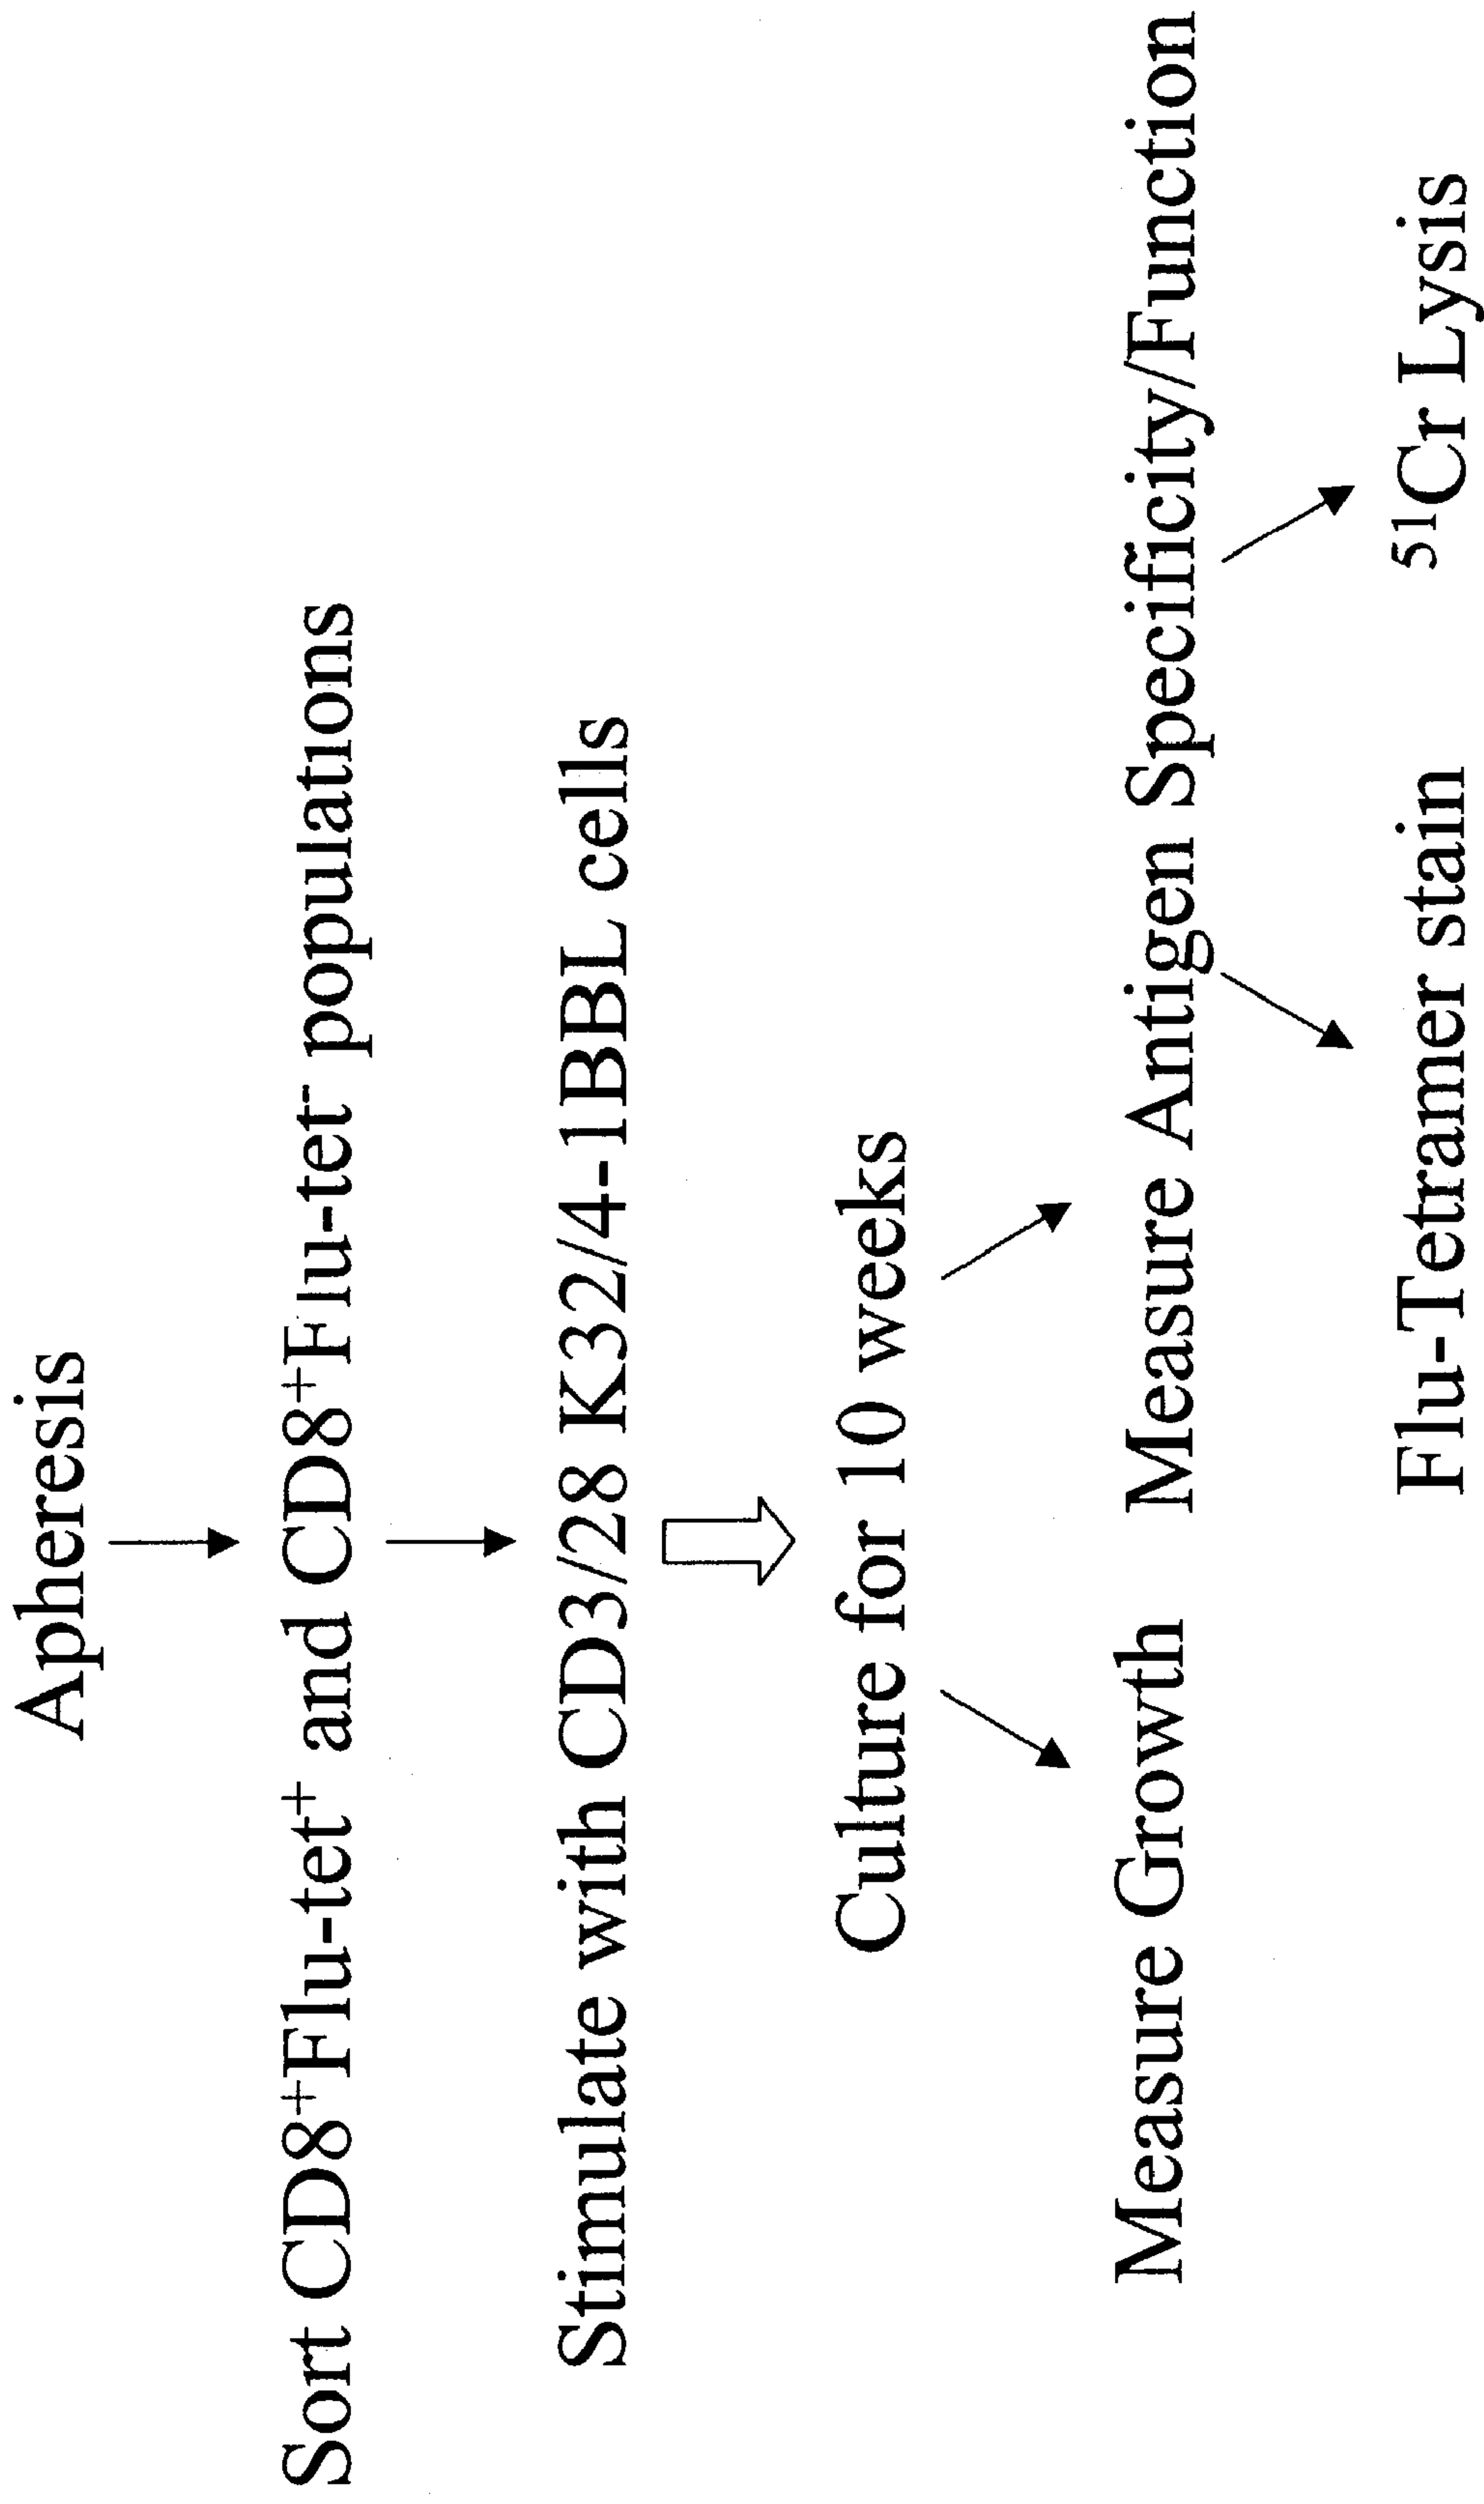 Apheresis
Sort CD8⁺Flu-tet⁺ and CD8⁺Flu-tet⁻ populations
Stimulate with CD3/28 K32/4-1BBL cells
Culture for 10 weeks
Measure Growth
Measure Antigen Specificity/Function
Flu-Tetramer stain
⁵¹Cr Lysis